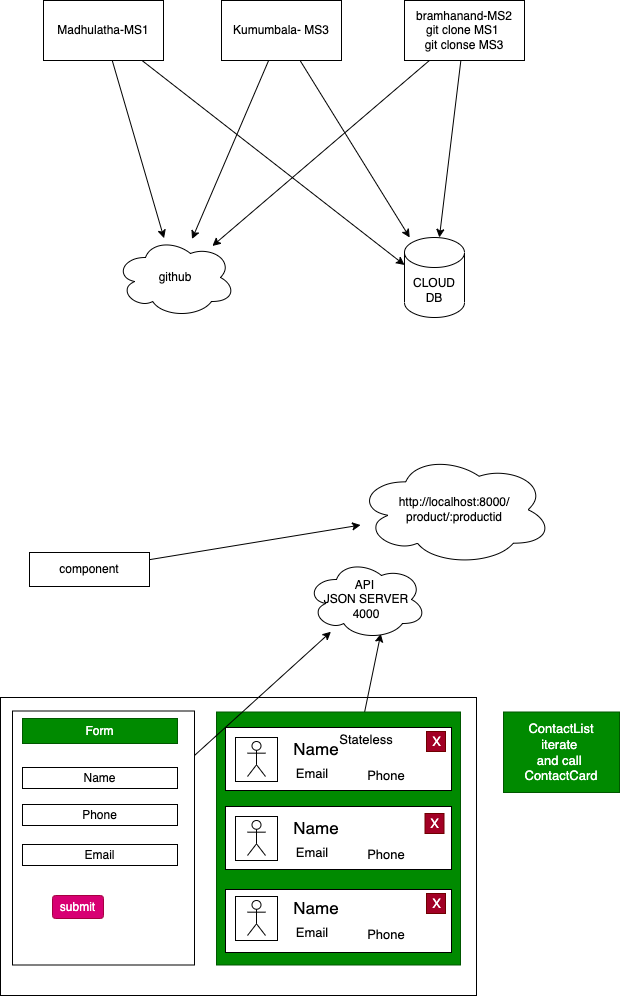 Madhulatha-MS1
Kumumbala- MS3
bramhanand-MS2
git clone MS1
git clonse MS3
github
CLOUD
DB
http://localhost:8000/
product/:productid
component
API
JSON SERVER
4000
Form
Name
Phone
Email
submit
Stateless
X
Name
Email
Phone
X
Name
Email
Phone
X
Name
Email
Phone
ContactList
iterate
and call
ContactCard